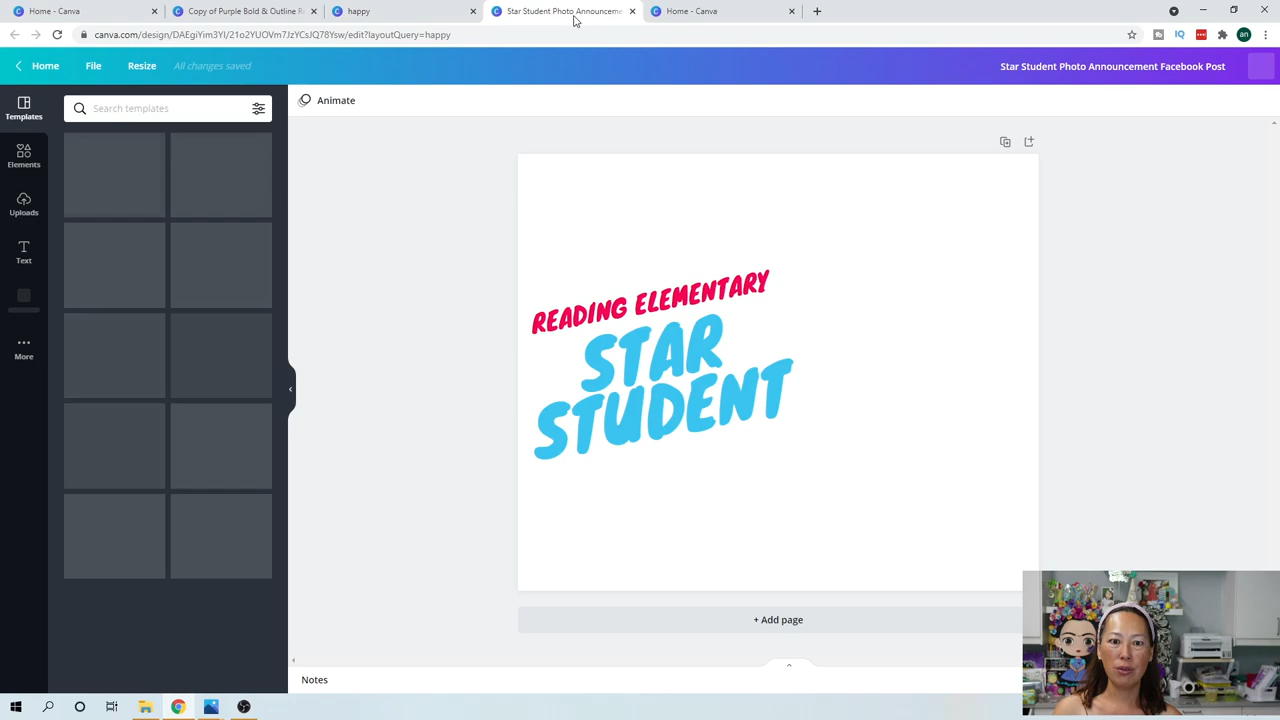 Home - Canva
Copy of Purple Bold & Outline R
happy
Star Student Photo Announceme
Home - Canva
canva.com/design/DAEgiYim3YI/21o2YUOVm7JzYCsJQ78Ysw/edit?layoutQuery=happy
IQ
an
Home
File
Resize
All changes saved
Star Student Photo Announcement Facebook Post
Templates
Search templates
Animate
Elements
Uploads
Text
More
READING ELEMENTARY
STAR
STUDENT
+ Add page
Notes